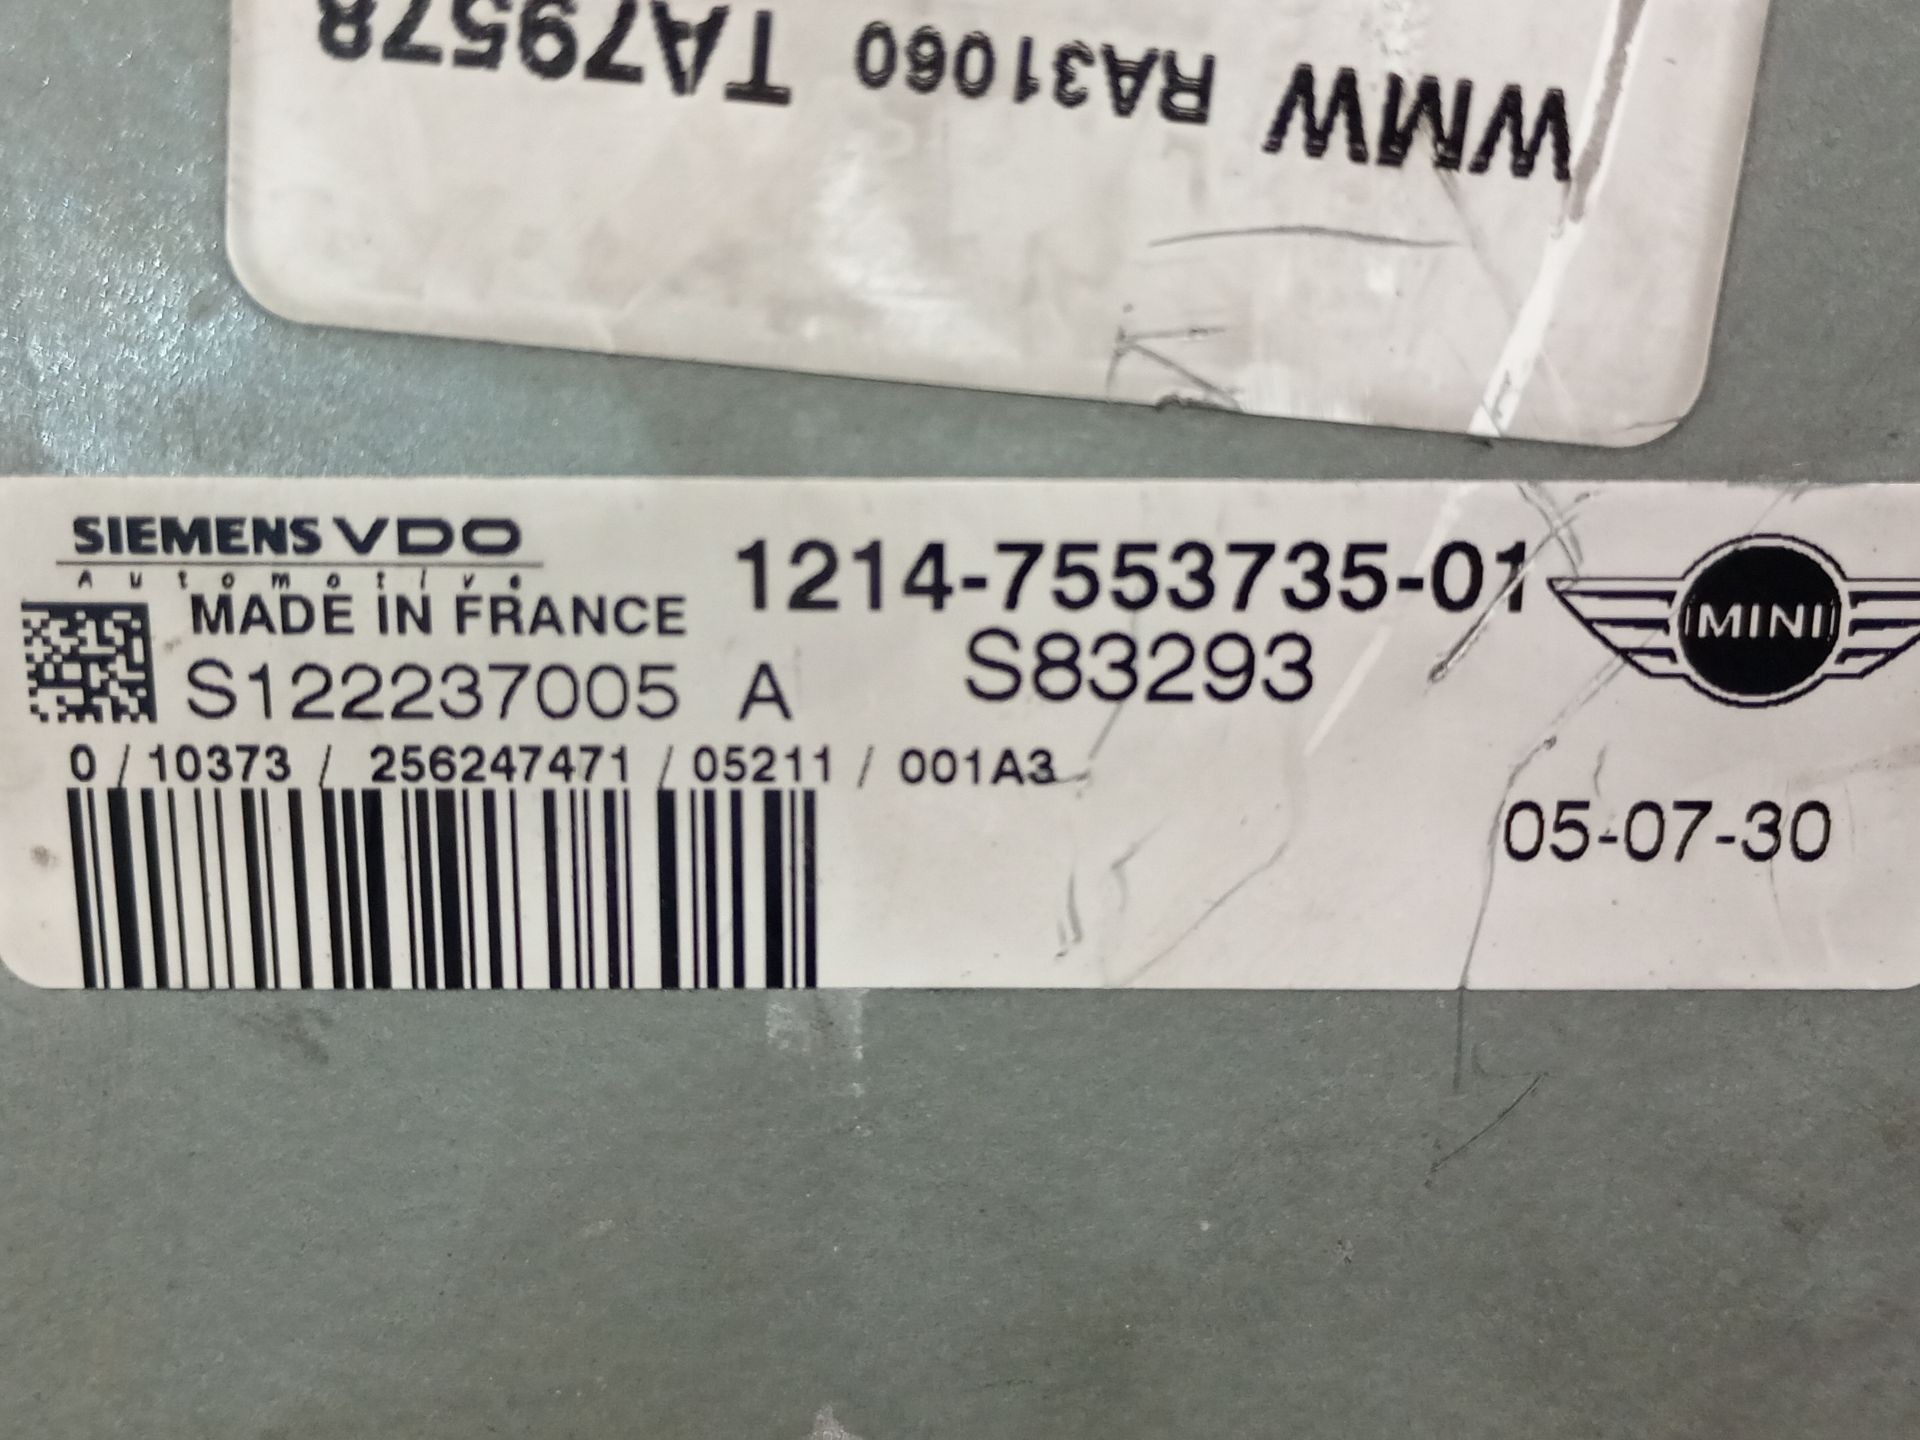 WMW RA31060 TA79578
SIEMENS VDO
Automotive
MADE IN FRANCE
1214-7553735-01
MINI
S122237005 A
S83293
0 / 10373 / 256247471 / 05211 / 001A3
05-07-30